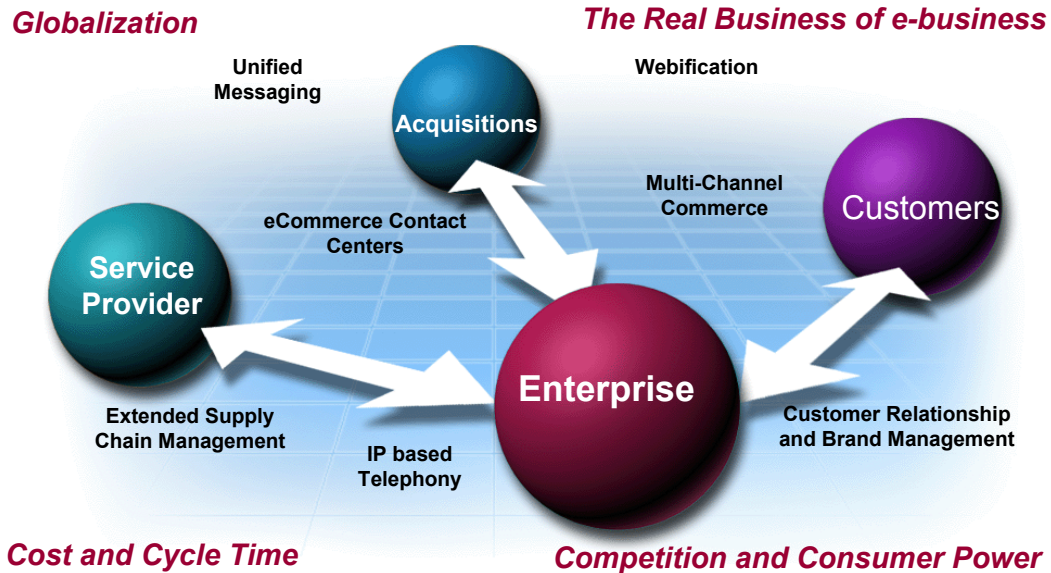 Globalization
The Real Business of e-business
Unified
Messaging
Webification
Acquisitions
Multi-Channel
Commerce
Customers
eCommerce Contact
Centers
Service
Provider
Enterprise
Extended Supply
Chain Management
IP based
Telephony
Customer Relationship
and Brand Management
Cost and Cycle Time
Competition and Consumer Power